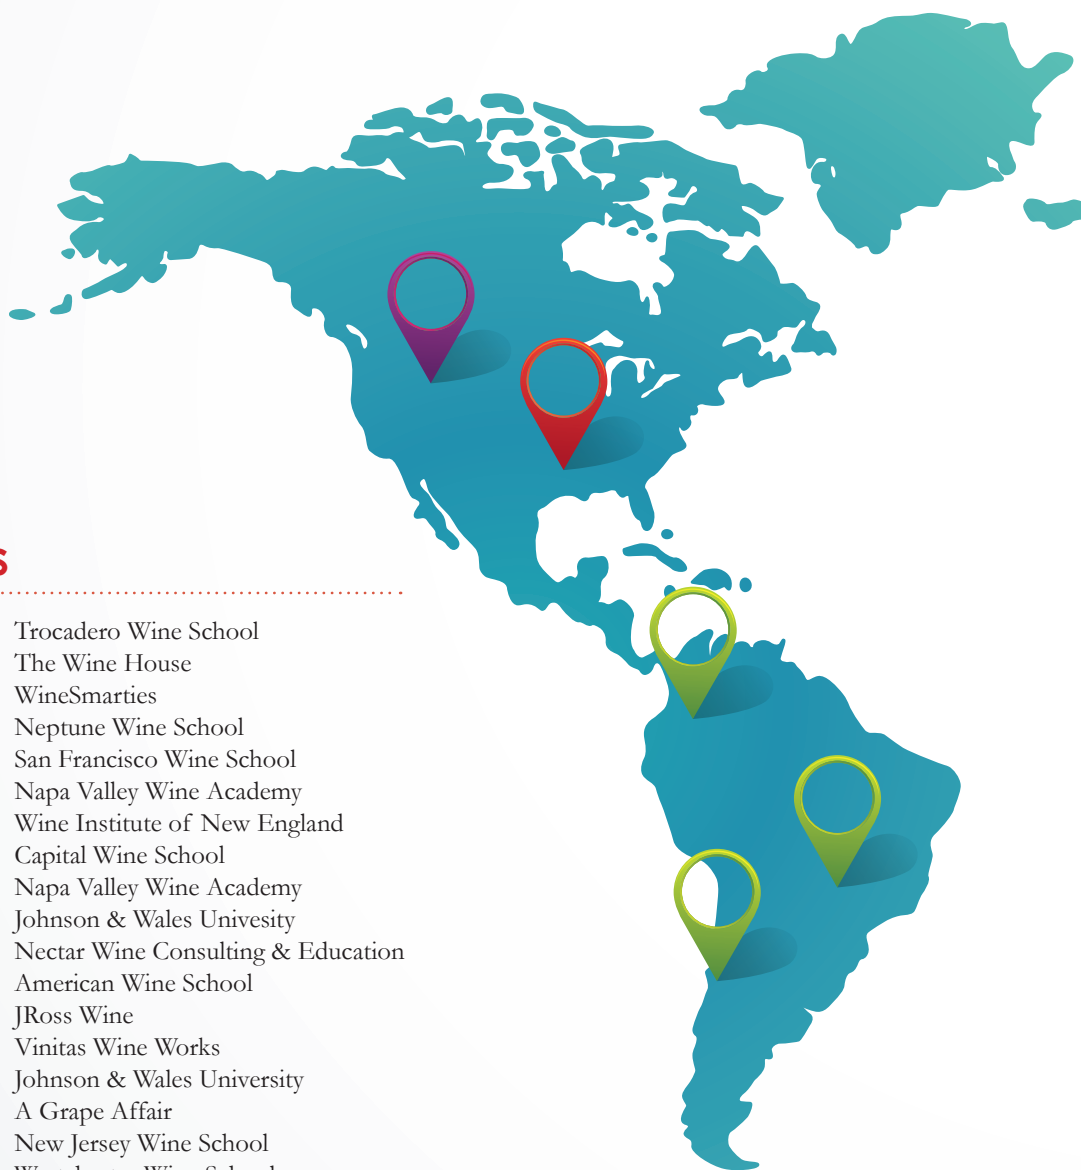 S
Trocadero Wine School
The Wine House
WineSmarties
Neptune Wine School
San Francisco Wine School
Napa Valley Wine Academy
Wine Institute of New England
Capital Wine School
Napa Valley Wine Academy
Johnson & Wales Univesity
Nectar Wine Consulting & Education
American Wine School
JRoss Wine
Vinitas Wine Works
Johnson & Wales University
A Grape Affair
New Jersey Wine School